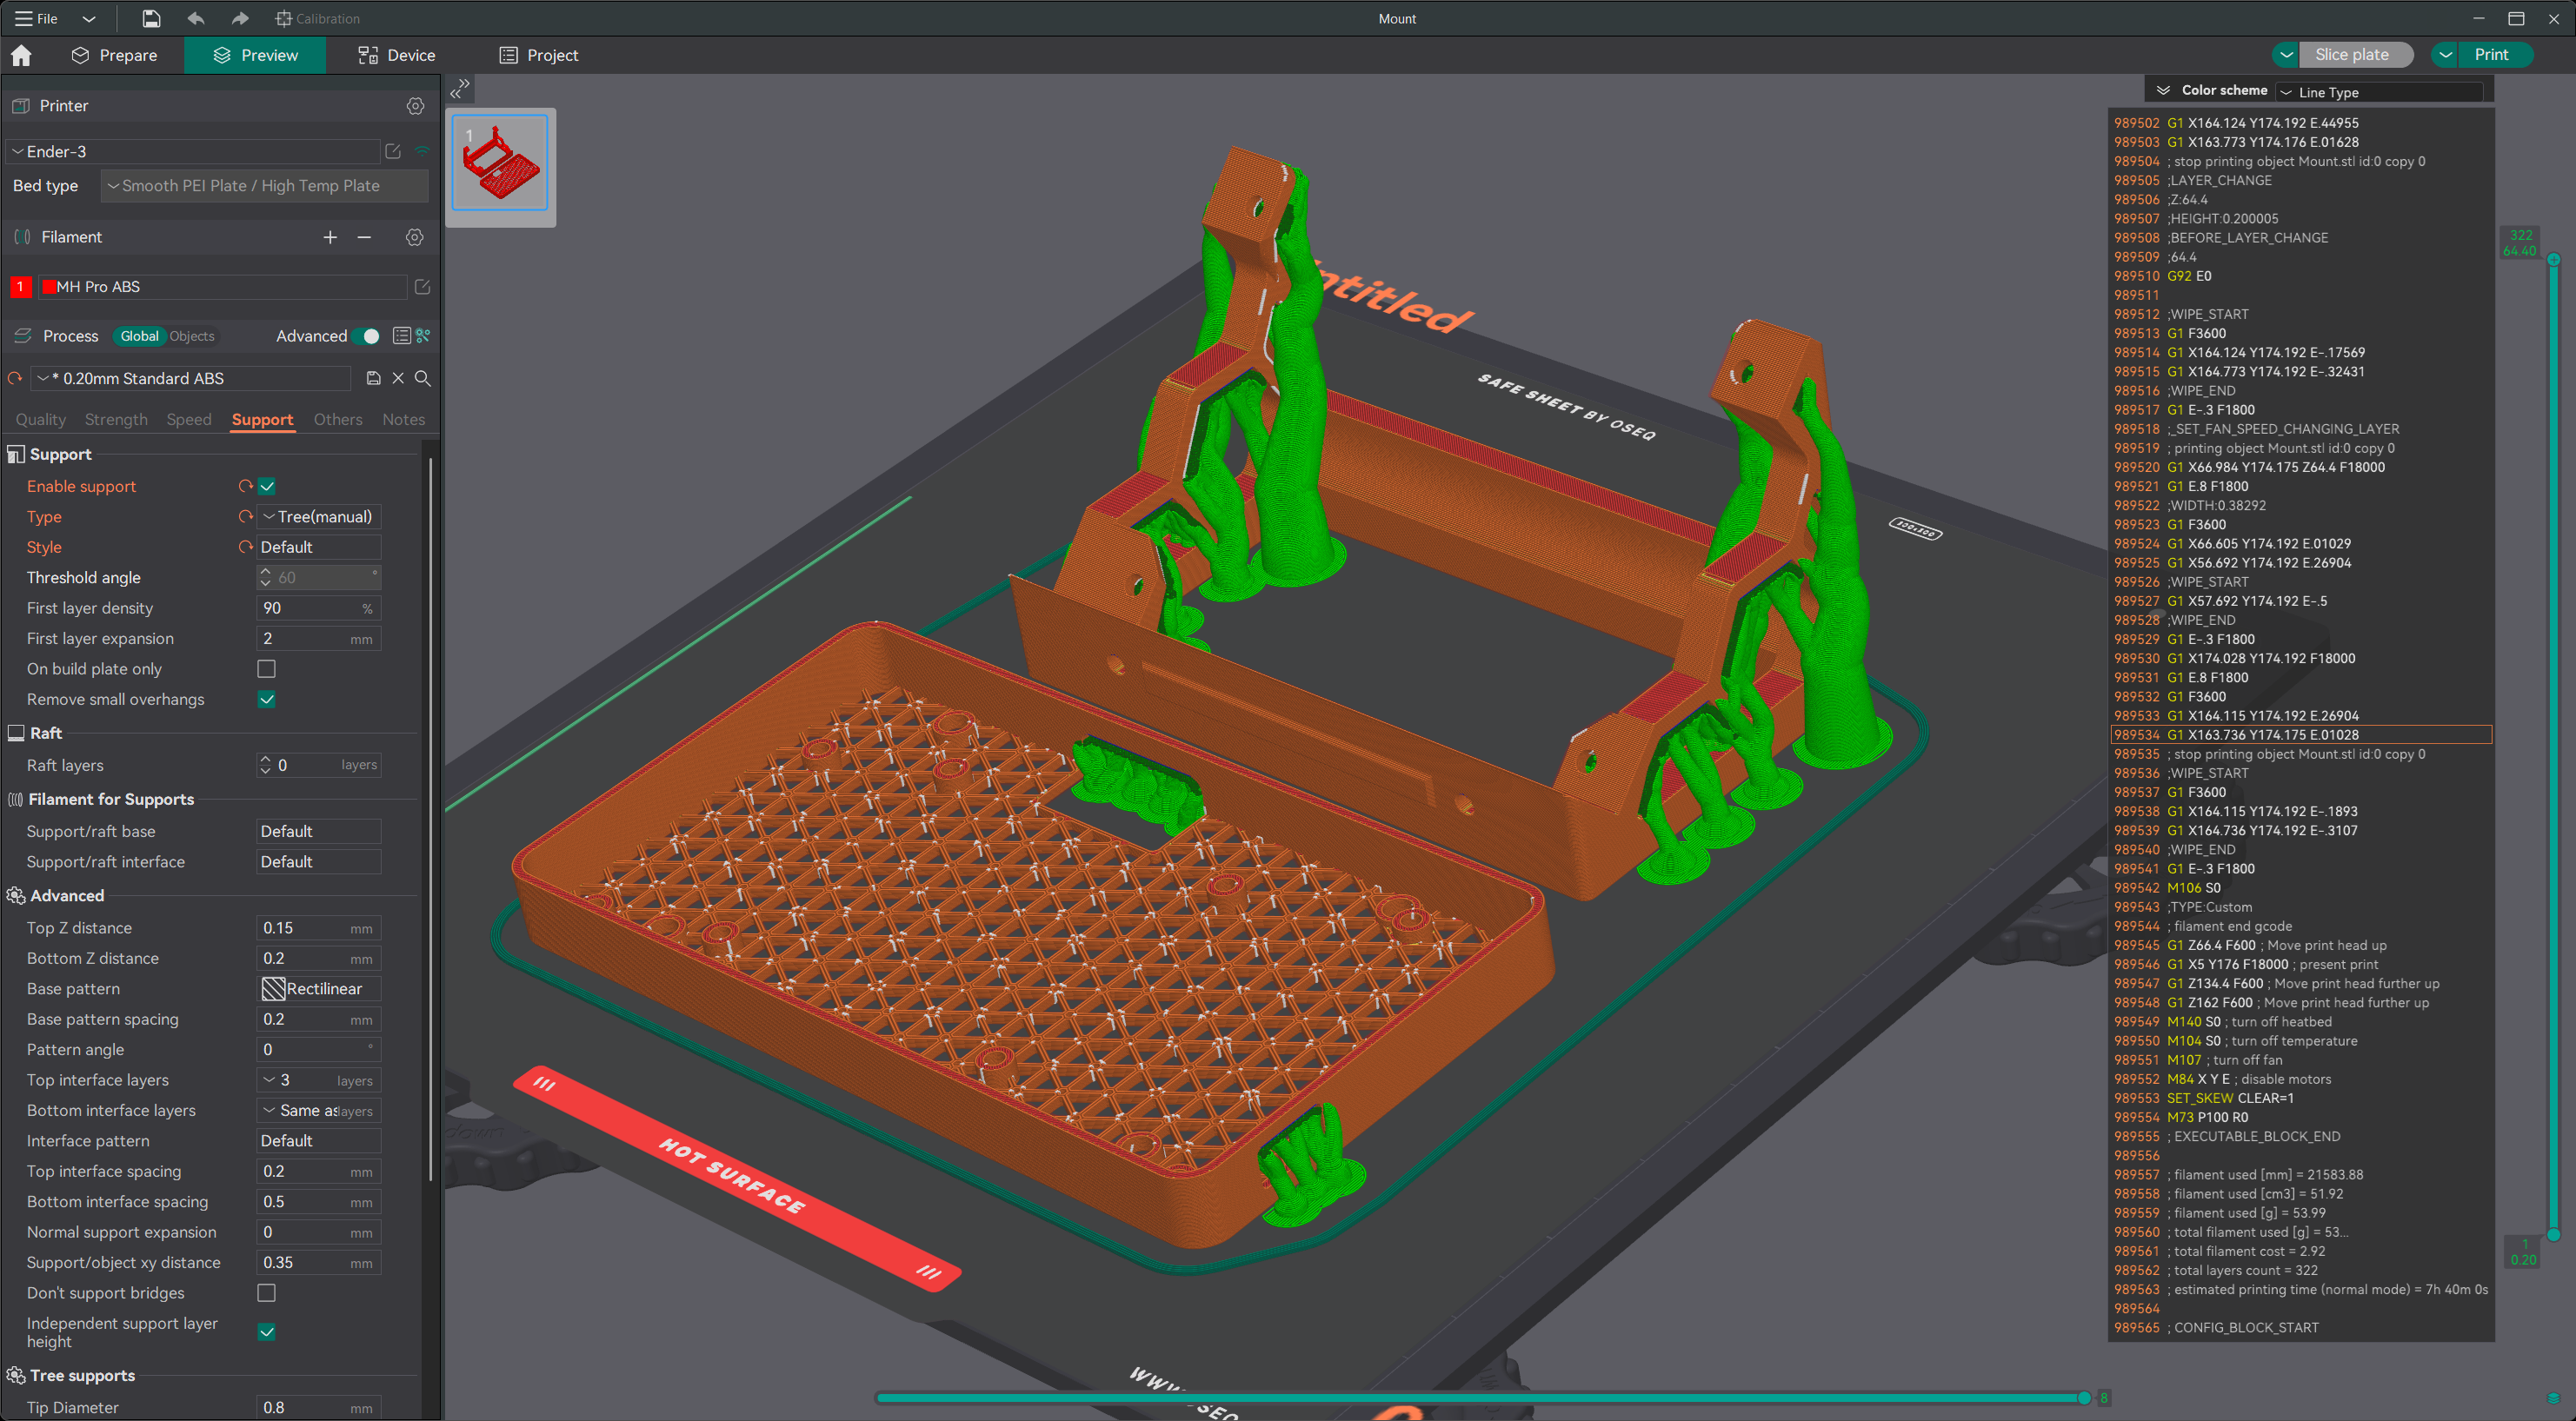 File
Calibration
Mount
Prepare
Preview
Device
Project
Slice plate
Print
Printer
Ender-3
Bed type
Smooth PEI Plate / High Temp Plate
Filament
1
MH Pro ABS
Process
Global
Objects
Advanced
* 0.20mm Standard ABS
Quality
Strength
Speed
Support
Others
Notes
Support
Enable support
Type
Tree(manual)
Style
Default
Threshold angle
60 °
First layer density
90 %
First layer expansion
2 mm
On build plate only
Remove small overhangs
Raft
Raft layers
0 layers
Filament for Supports
Support/raft base
Default
Support/raft interface
Default
Advanced
Top Z distance
0.15 mm
Bottom Z distance
0.2 mm
Base pattern
Rectilinear
Base pattern spacing
0.2 mm
Pattern angle
0 °
Top interface layers
3 layers
Bottom interface layers
Same as layers
Interface pattern
Default
Top interface spacing
0.2 mm
Bottom interface spacing
0.5 mm
Normal support expansion
0 mm
Support/object xy distance
0.35 mm
Don't support bridges
Independent support layer
height
Tree supports
Tip Diameter
0.8 mm
1
ntitled
SAFE SHEET BY OSEQ
HOT SURFACE
down
8
Color scheme
Line Type
989502 G1 X164.124 Y174.192 E.44955
989503 G1 X163.773 Y174.176 E.01628
989504 ; stop printing object Mount.stl id:0 copy 0
989505 ;LAYER_CHANGE
989506 ;Z:64.4
989507 ;HEIGHT:0.200005
989508 ;BEFORE_LAYER_CHANGE
989509 ;64.4
989510 G92 E0
989511
989512 ;WIPE_START
989513 G1 F3600
989514 G1 X164.124 Y174.192 E-.17569
989515 G1 X164.773 Y174.192 E-.32431
989516 ;WIPE_END
989517 G1 E-.3 F1800
989518 ;_SET_FAN_SPEED_CHANGING_LAYER
989519 ; printing object Mount.stl id:0 copy 0
989520 G1 X66.984 Y174.175 Z64.4 F18000
989521 G1 E.8 F1800
989522 ;WIDTH:0.38292
989523 G1 F3600
989524 G1 X66.605 Y174.192 E.01029
989525 G1 X56.692 Y174.192 E.26904
989526 ;WIPE_START
989527 G1 X57.692 Y174.192 E-.5
989528 ;WIPE_END
989529 G1 E-.3 F1800
989530 G1 X174.028 Y174.192 F18000
989531 G1 E.8 F1800
989532 G1 F3600
989533 G1 X164.115 Y174.192 E.26904
989534 G1 X163.736 Y174.175 E.01028
989535 ; stop printing object Mount.stl id:0 copy 0
989536 ;WIPE_START
989537 G1 F3600
989538 G1 X164.115 Y174.192 E-.1893
989539 G1 X164.736 Y174.192 E-.3107
989540 ;WIPE_END
989541 G1 E-.3 F1800
989542 M106 S0
989543 ;TYPE:Custom
989544 ; filament end gcode
989545 G1 Z66.4 F600 ; Move print head up
989546 G1 X5 Y176 F18000 ; present print
989547 G1 Z134.4 F600 ; Move print head further up
989548 G1 Z162 F600 ; Move print head further up
989549 M140 S0 ; turn off heatbed
989550 M104 S0 ; turn off temperature
989551 M107 ; turn off fan
989552 M84 X Y E ; disable motors
989553 SET_SKEW CLEAR=1
989554 M73 P100 R0
989555 ; EXECUTABLE_BLOCK_END
989556
989557 ; filament used [mm] = 21583.88
989558 ; filament used [cm3] = 51.92
989559 ; filament used [g] = 53.99
989560 ; total filament used [g] = 53...
989561 ; total filament cost = 2.92
989562 ; total layers count = 322
989563 ; estimated printing time (normal mode) = 7h 40m 0s
989564
989565 ; CONFIG_BLOCK_START
322
64.40
1
0.20